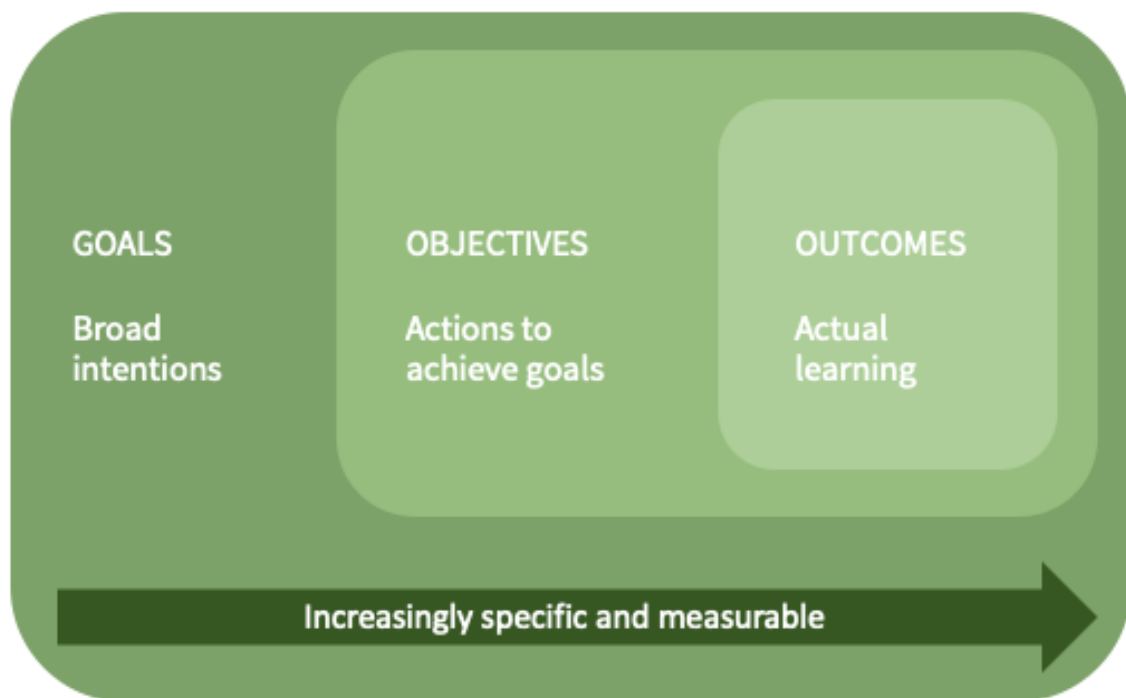 GOALS
Broad
intentions
OBJECTIVES
Actions to
achieve goals
OUTCOMES
Actual
learning
Increasingly specific and measurable